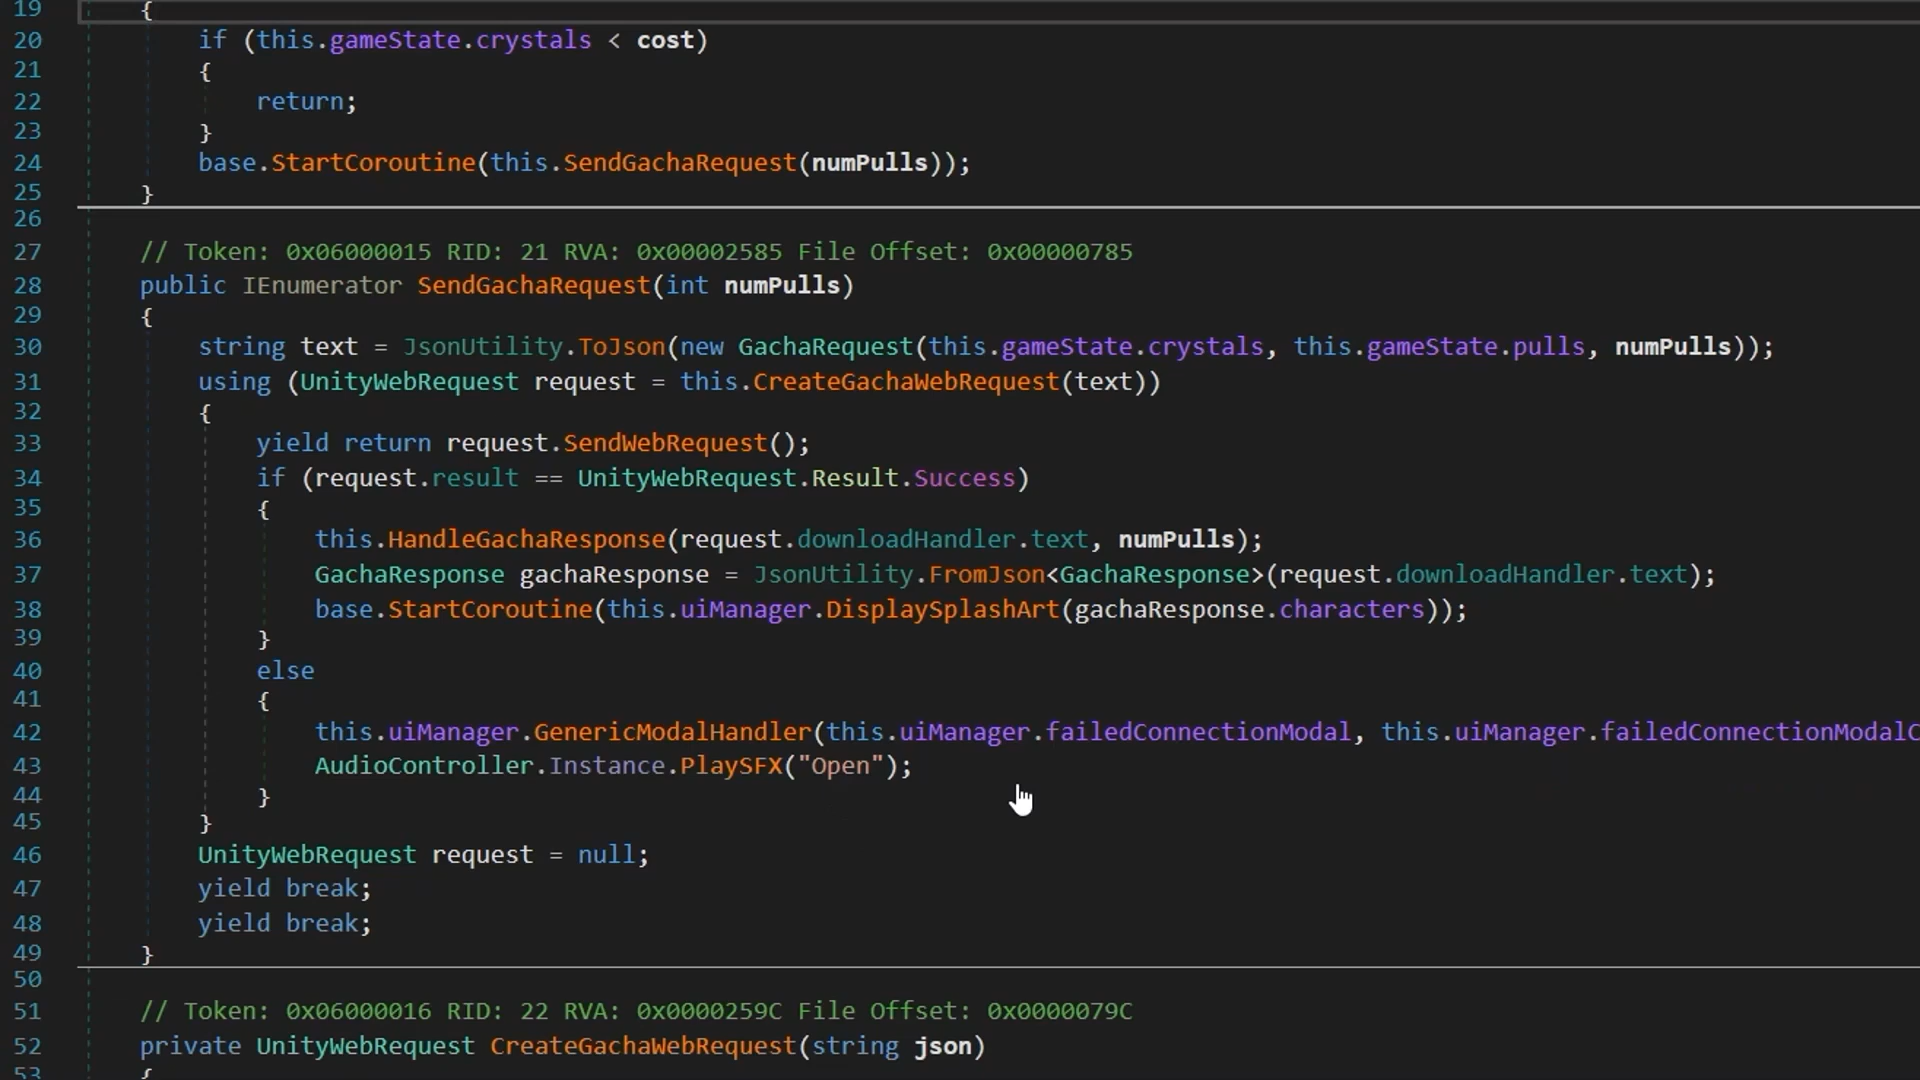 19 {
20 if (this.gameState.crystals < cost)
21 {
22 return;
23 }
24 base.StartCoroutine(this.SendGachaRequest(numPulls));
25 }
26
27 // Token: 0x06000015 RID: 21 RVA: 0x00002585 File Offset: 0x00000785
28 public IEnumerator SendGachaRequest(int numPulls)
29 {
30 string text = JsonUtility.ToJson(new GachaRequest(this.gameState.crystals, this.gameState.pulls, numPulls));
31 using (UnityWebRequest request = this.CreateGachaWebRequest(text))
32 {
33 yield return request.SendWebRequest();
34 if (request.result == UnityWebRequest.Result.Success)
35 {
36 this.HandleGachaResponse(request.downloadHandler.text, numPulls);
37 GachaResponse gachaResponse = JsonUtility.FromJson<GachaResponse>(request.downloadHandler.text);
38 base.StartCoroutine(this.uiManager.DisplaySplashArt(gachaResponse.characters));
39 }
40 else
41 {
42 this.uiManager.GenericModalHandler(this.uiManager.failedConnectionModal, this.uiManager.failedConnectionModalC
43 AudioController.Instance.PlaySFX("Open");
44 }
45 }
46 UnityWebRequest request = null;
47 yield break;
48 yield break;
49 }
50
51 // Token: 0x06000016 RID: 22 RVA: 0x0000259C File Offset: 0x0000079C
52 private UnityWebRequest CreateGachaWebRequest(string json)
53 {